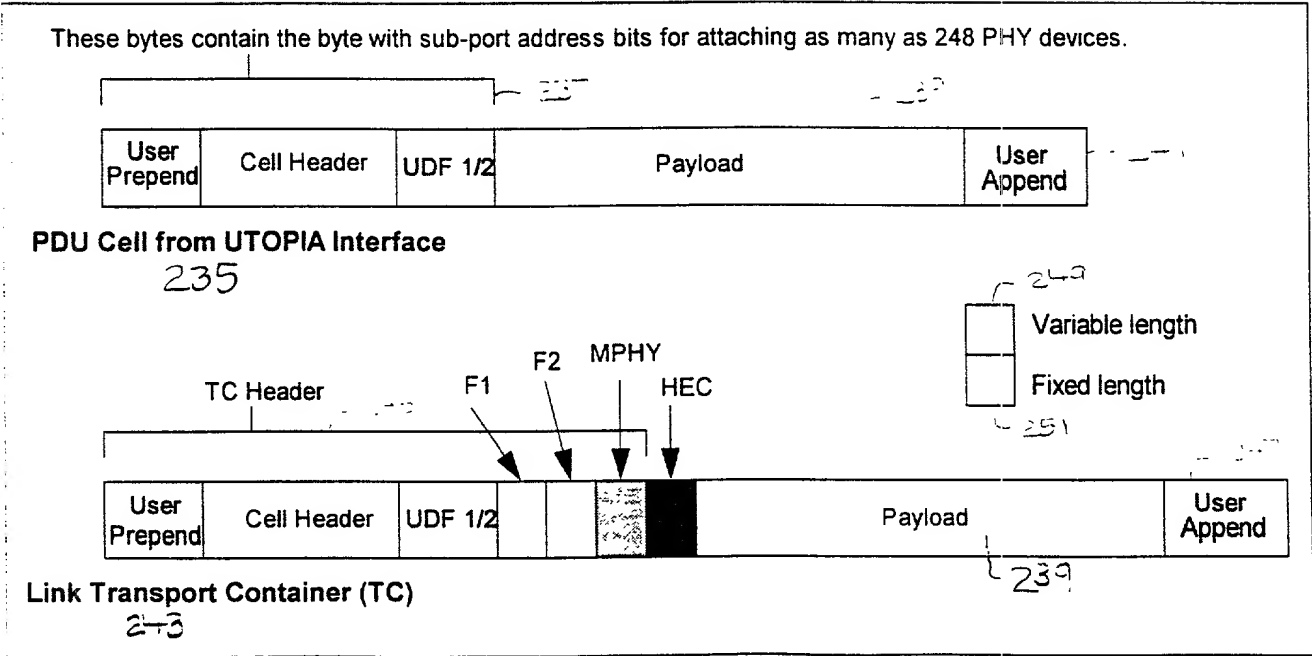 These bytes contain the byte with sub-port address bits for attaching as many as 248 PHY devices.
User Prepend
Cell Header
UDF 1/2
Payload
User Append
PDU Cell from UTOPIA Interface
235
249
Variable length
Fixed length
251
TC Header
F1
F2
MPHY
HEC
User Prepend
Cell Header
UDF 1/2
Payload
User Append
239
Link Transport Container (TC)
243